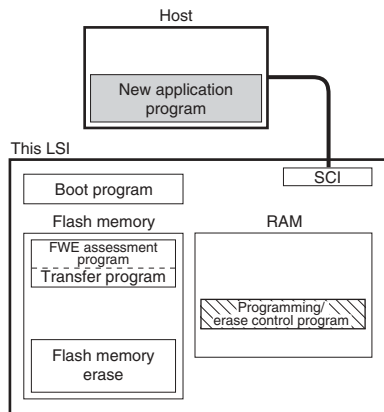 Host
New application
program
This LSI
SCI
Boot program
Flash memory
RAM
FWE assessment
program
Transfer program
Programming/
erase control program
Flash memory
erase